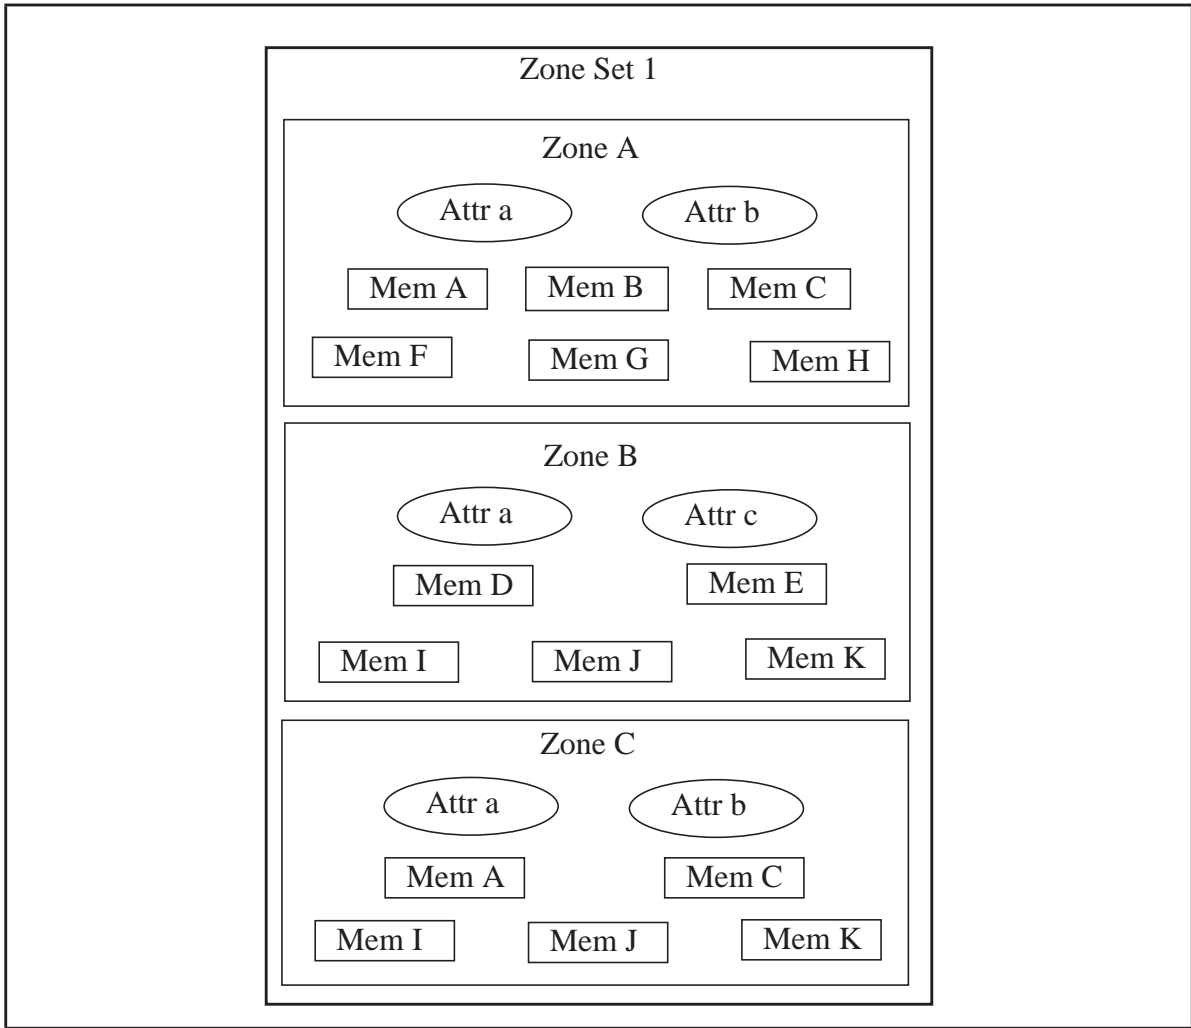 Zone Set 1
Zone A
Attr a Attr b
Mem A Mem B Mem C
Mem F Mem G Mem H
Zone B
Attr a Attr c
Mem D Mem E
Mem I Mem J Mem K
Zone C
Attr a Attr b
Mem A Mem C
Mem I Mem J Mem K